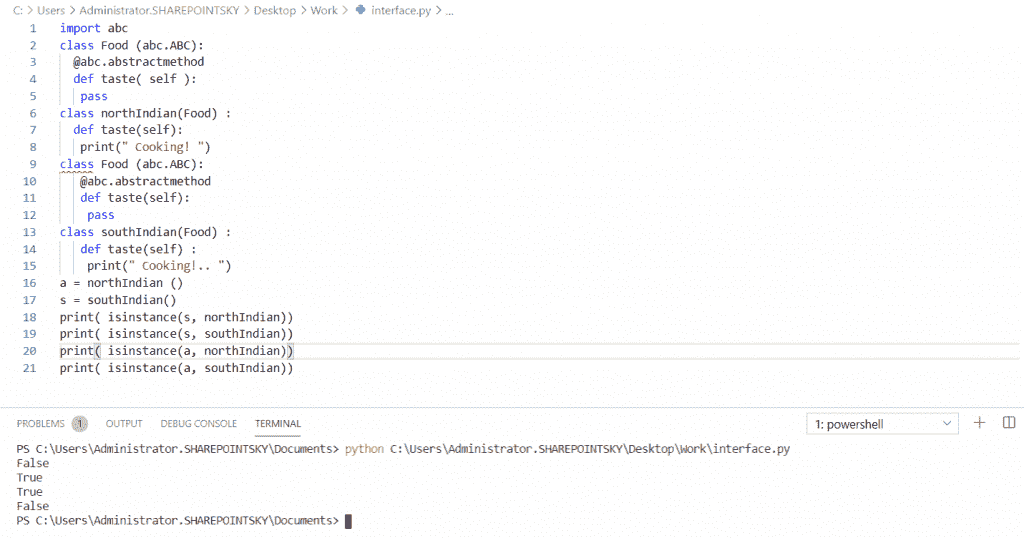 C: > Users > Administrator.SHAREPOINTSKY > Desktop > Work > interface.py > ...
1 import abc
2 class Food (abc.ABC):
3   @abc.abstractmethod
4   def taste( self ):
5    pass
6 class northIndian(Food) :
7   def taste(self):
8    print(" Cooking! ")
9 class Food (abc.ABC):
10    @abc.abstractmethod
11    def taste(self):
12     pass
13 class southIndian(Food) :
14    def taste(self) :
15     print(" Cooking!.. ")
16 a = northIndian ()
17 s = southIndian()
18 print( isinstance(s, northIndian))
19 print( isinstance(s, southIndian))
20 print( isinstance(a, northIndian))
21 print( isinstance(a, southIndian))
PROBLEMS 1 OUTPUT DEBUG CONSOLE TERMINAL 1: powershell
PS C:\Users\Administrator.SHAREPOINTSKY\Documents> python C:\Users\Administrator.SHAREPOINTSKY\Desktop\Work\interface.py
False
True
True
False
PS C:\Users\Administrator.SHAREPOINTSKY\Documents>